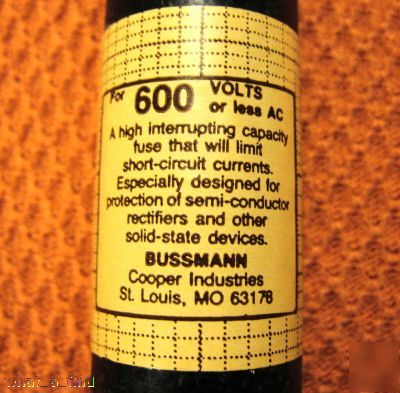 For 600 VOLTS
or less AC
A high interrupting capacity
fuse that will limit
short-circuit currents.
Especially designed for
protection of semi-conductor
rectifiers and other
solid-state devices.
BUSSMANN
Cooper Industries
St. Louis, MO 63178
what_a_find